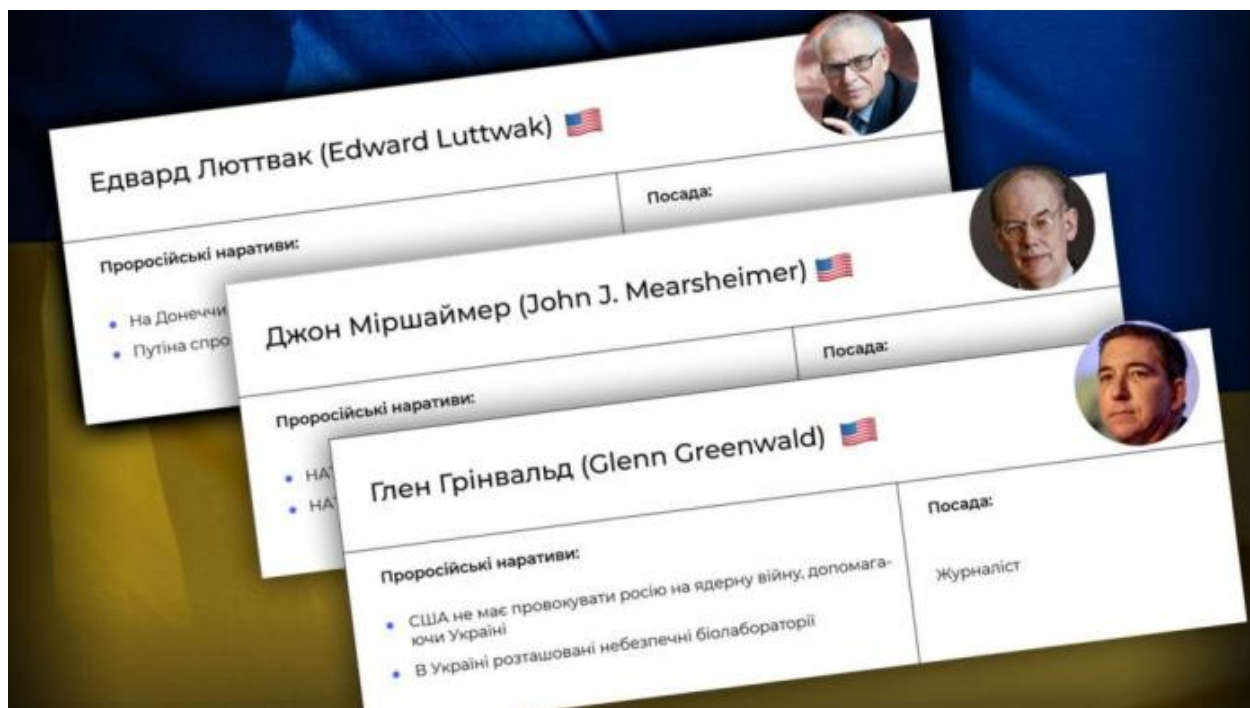 Едвард Люттвак (Edward Luttwak)
Проросійські наративи:
Посада:
На Донеччи
Путіна спро
Джон Міршаймер (John J. Mearsheimer)
Проросійські наративи:
Посада:
НА
НА
Глен Грінвальд (Glenn Greenwald)
Проросійські наративи:
Посада:
США не має провокувати росію на ядерну війну, допомага-
ючи Україні
В Україні розташовані небезпечні біолабораторії
Журналіст